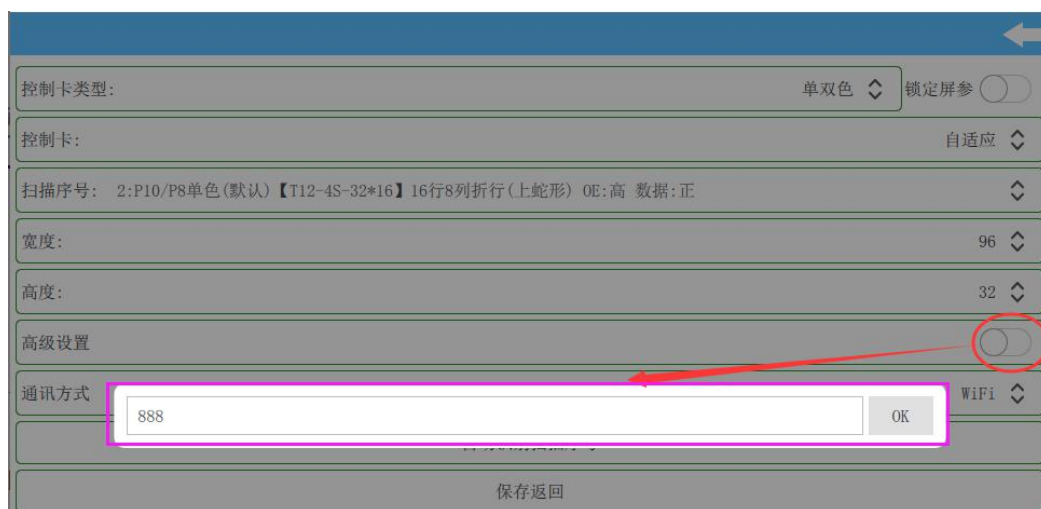 控制卡类型: 单双色 锁定屏参
控制卡: 自适应
扫描序号: 2:P10/P8单色(默认)【T12-4S-32*16】16行8列折行(上蛇形) OE:高 数据:正
宽度: 96
高度: 32
高级设置
通讯方式 WiFi
888 OK
保存返回